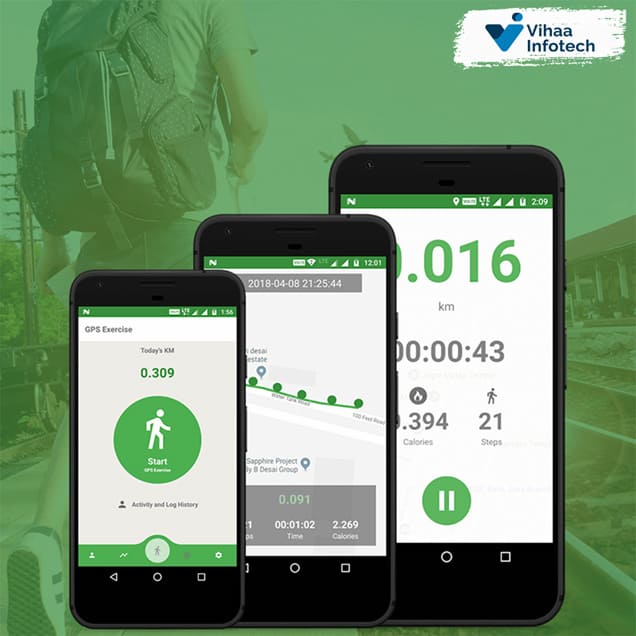 Vihaa
Infotech
LTE
2:09
.016
km
00:00:43
.394
21
Calories
Steps
LTE
12:01
2018-04-08 21:25:44
i desai
estate
Water Tank Road
100 Feet Road
Sapphire Project
B Desai Group
0.091
00:01:02
2.269
Time
Calories
LTE
1:56
GPS Exercise
Today's KM
0.309
Start
GPS Exercise
Activity and Log History